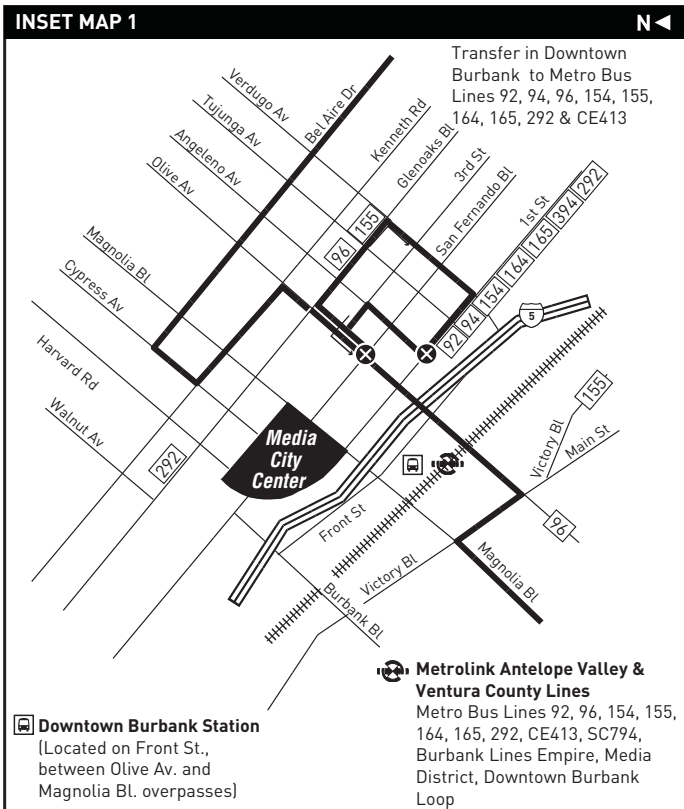 INSET MAP 1
N
Transfer in Downtown
Burbank to Metro Bus
Lines 92, 94, 96, 154, 155,
164, 165, 292 & CE413
Verdugo Av
Tujunga Av
Angeleno Av
Olive Av
Bel Aire Dr
Kenneth Rd
Glenoaks Bl
3rd St
San Fernando Bl
1st St
Magnolia Bl
Cypress Av
Harvard Rd
Walnut Av
96
155
92
94
154
164
165
394
292
5
292
Media
City
Center
155
Victory Bl
Main St
96
Front St
Victory Bl
Magnolia Bl
Burbank Bl
Downtown Burbank Station
(Located on Front St.,
between Olive Av. and
Magnolia Bl. overpasses)
Metrolink Antelope Valley &
Ventura County Lines
Metro Bus Lines 92, 96, 154, 155,
164, 165, 292, CE413, SC794,
Burbank Lines Empire, Media
District, Downtown Burbank
Loop